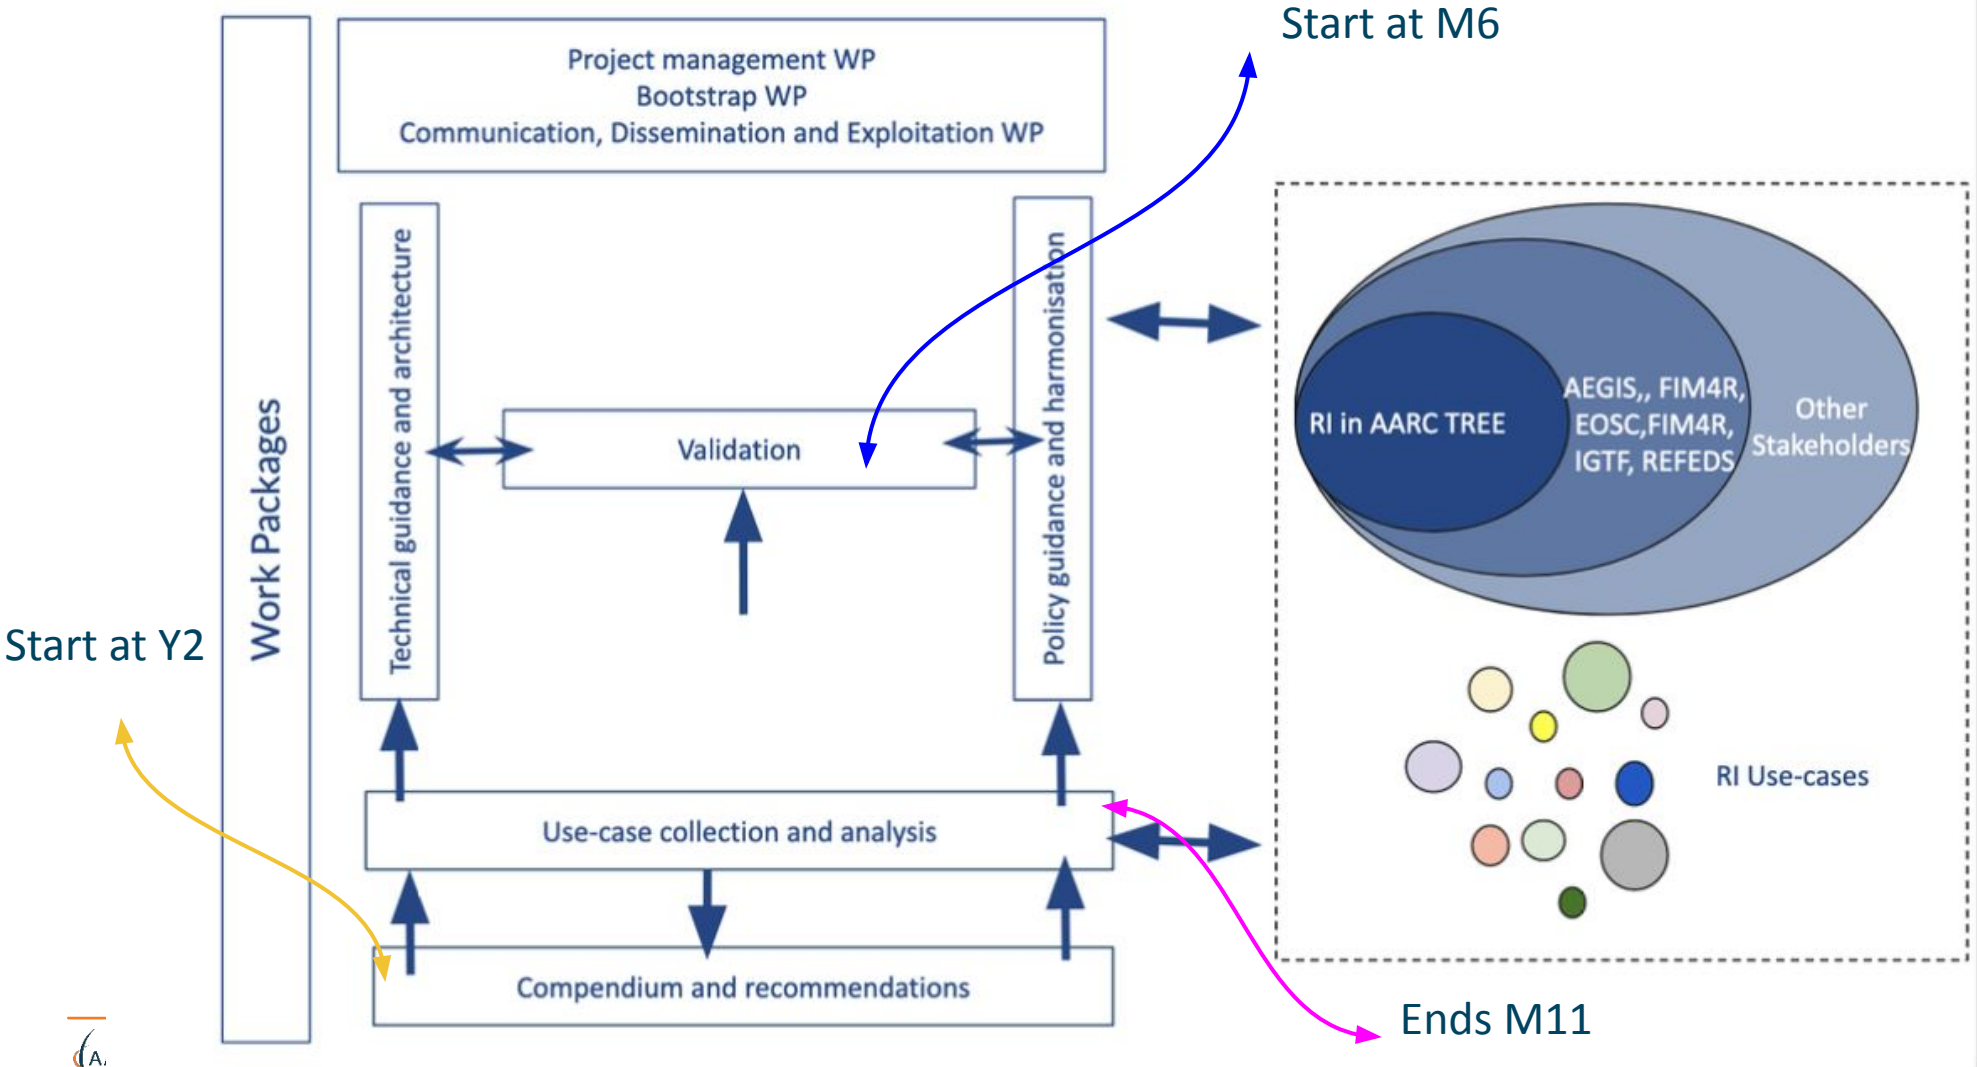 Start at M6
Project management WP
Bootstrap WP
Communication, Dissemination and Exploitation WP
Work Packages
Technical guidance and architecture
Policy guidance and harmonisation
Validation
RI in AARC TREE
AEGIS,, FIM4R,
EOSC,FIM4R,
IGTF, REFEDS
Other
Stakeholders
Start at Y2
RI Use-cases
Use-case collection and analysis
Compendium and recommendations
Ends M11